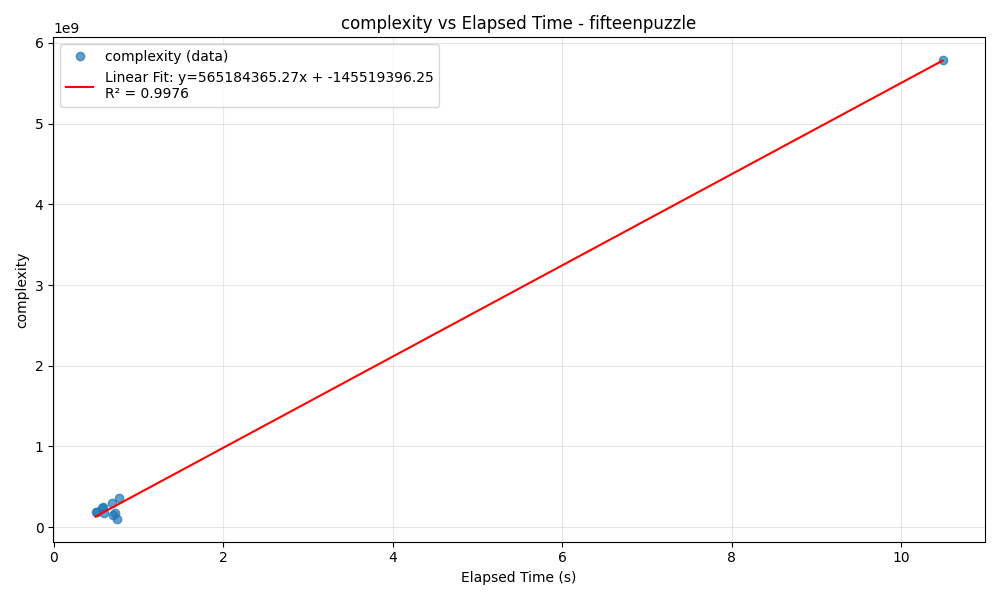 complexity vs Elapsed Time - fifteenpuzzle
1e9
complexity (data)
Linear Fit: y=565184365.27x + -145519396.25
R² = 0.9976
6
5
4
3
2
1
0
complexity
0 2 4 6 8 10
Elapsed Time (s)